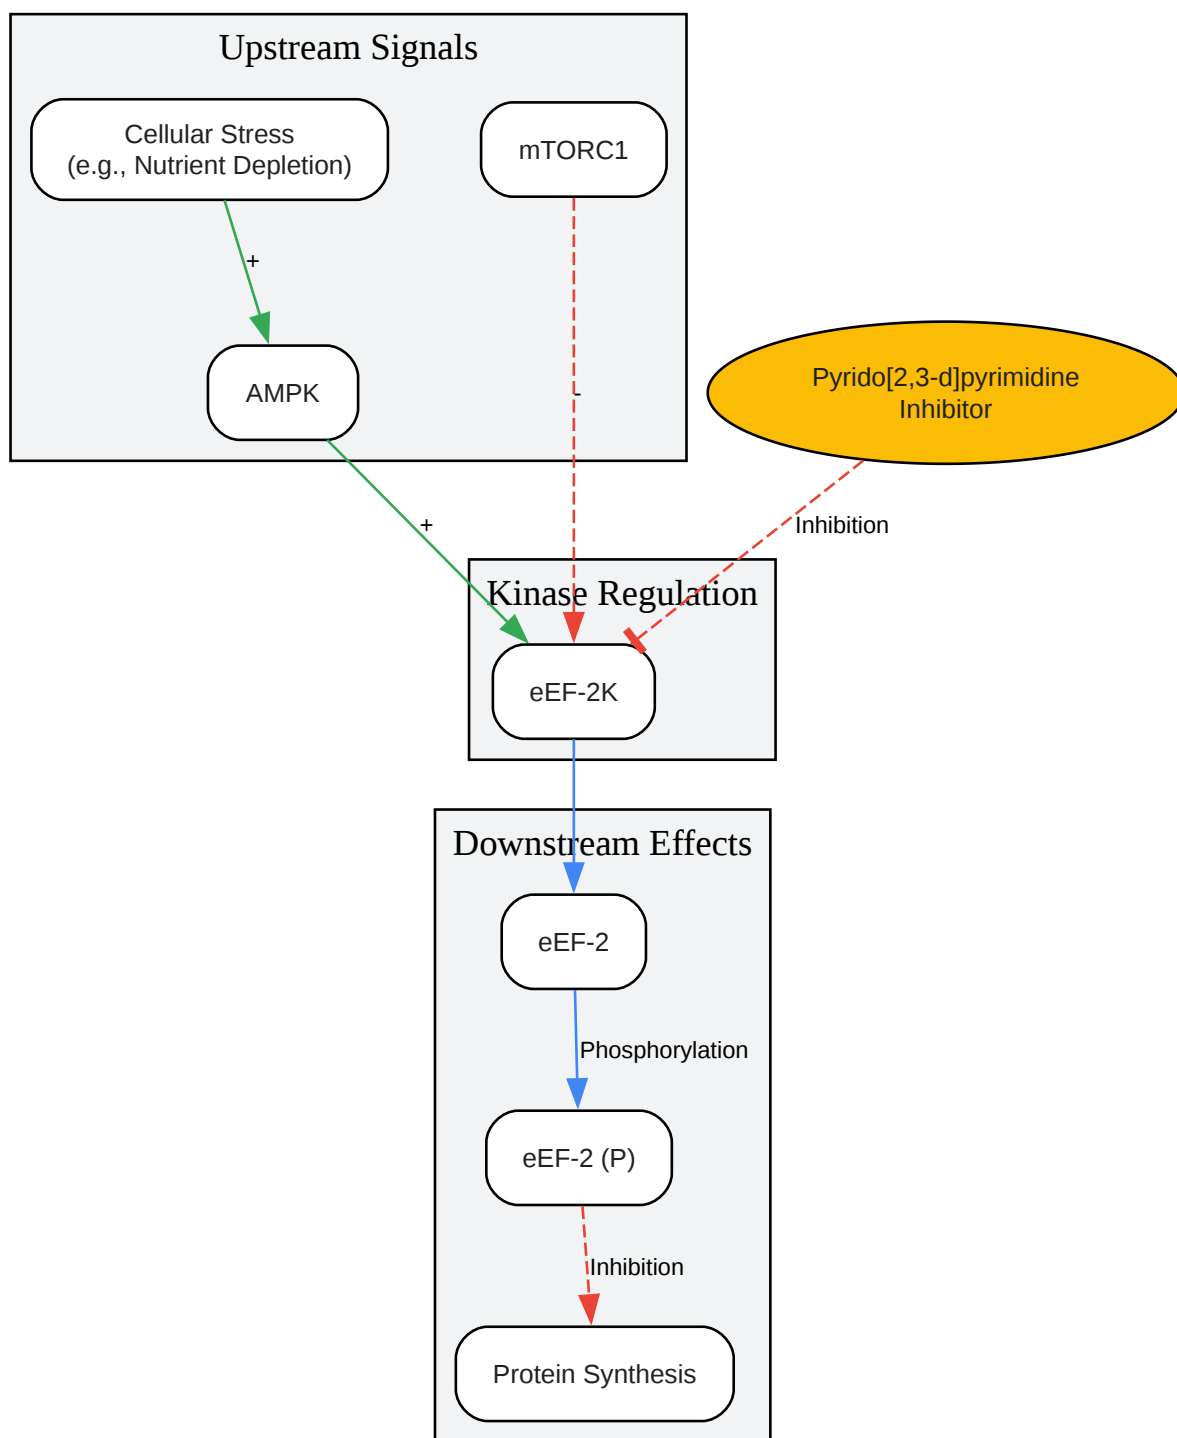 Upstream Signals
Cellular Stress
(e.g., Nutrient Depletion)
mTORC1
+
AMPK
-
Pyrido[2,3-d]pyrimidine
Inhibitor
+
Inhibition
Kinase Regulation
eEF-2K
Downstream Effects
eEF-2
Phosphorylation
eEF-2 (P)
Inhibition
Protein Synthesis